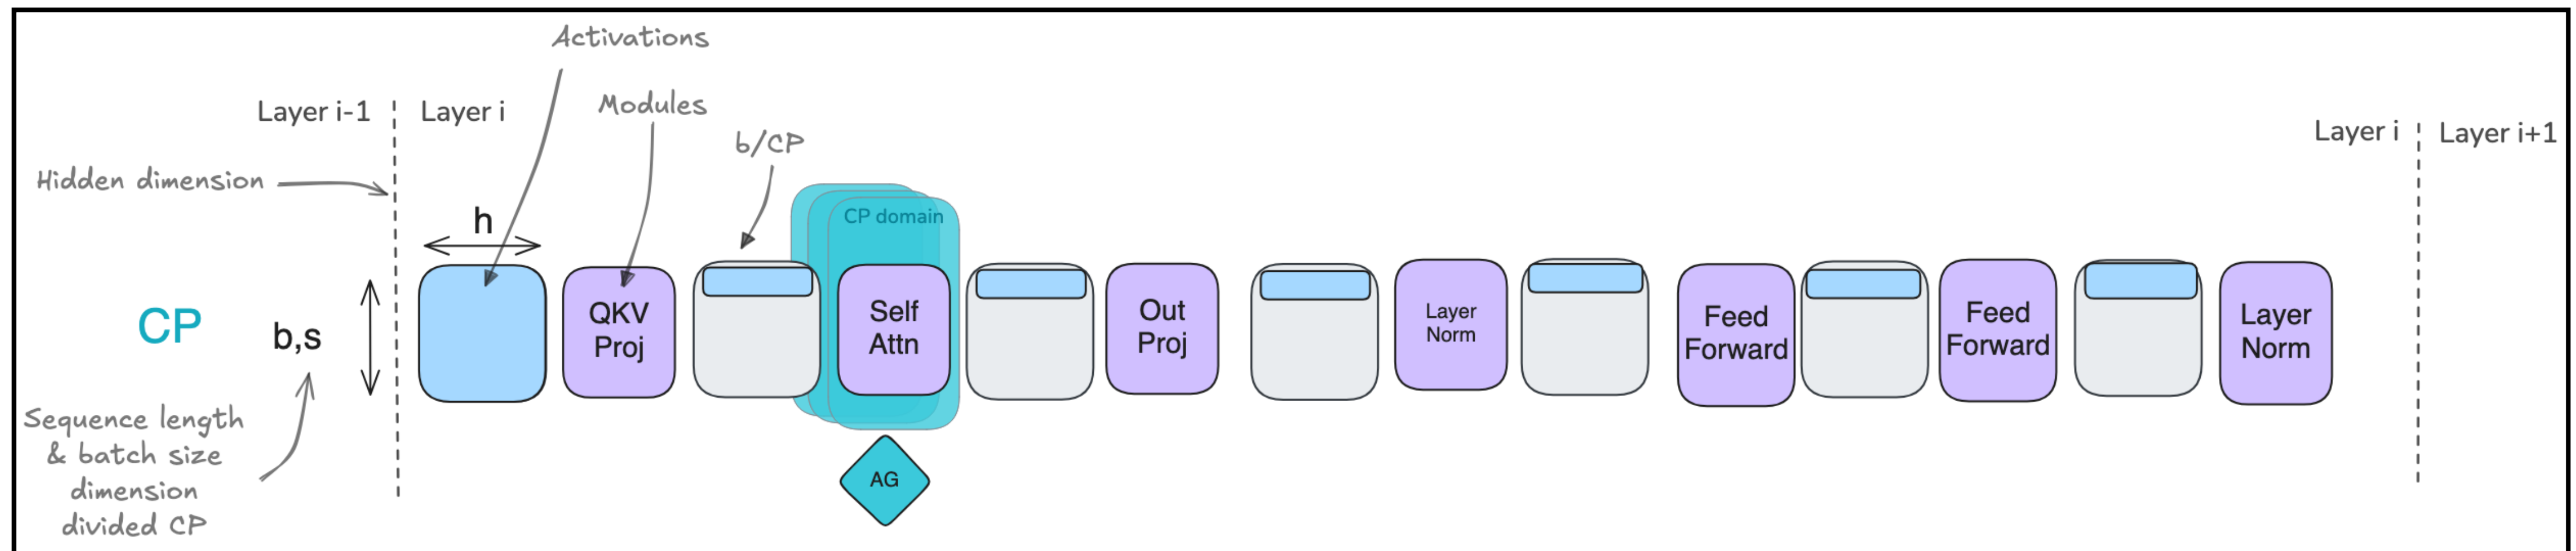 Activations
Modules
Layer i-1
Layer i
b/CP
Layer i
Layer i+1
Hidden dimension
h
CP domain
CP
b,s
QKV
Proj
Self
Attn
Out
Proj
Layer
Norm
Feed
Forward
Feed
Forward
Layer
Norm
Sequence length
& batch size
dimension
divided CP
AG